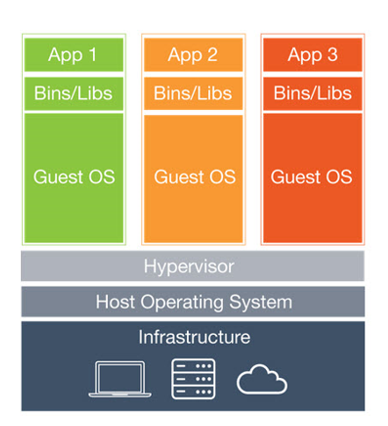 App 1
App 2
App 3
Bins/Libs
Bins/Libs
Bins/Libs
Guest OS
Guest OS
Guest OS
Hypervisor
Host Operating System
Infrastructure